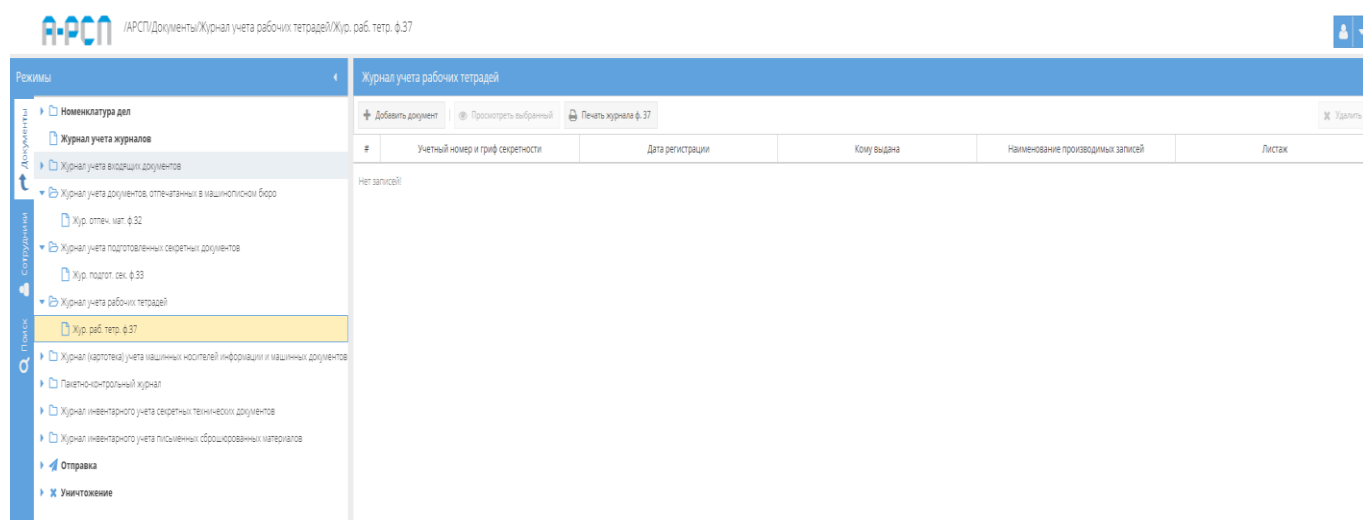 А-РСП /АРСП/Документы/Журнал учета рабочих тетрадей/Жур. раб. тетр. ф.37
Режимы
Документы
Сотрудники
Поиск
Номенклатура дел
Журнал учета журналов
Журнал учета входящих документов
Журнал учета документов, отпечатанных в машинописном бюро
Жур. отпеч. мат. ф.32
Журнал учета подготовленных секретных документов
Жур. подгот. сек. ф.33
Журнал учета рабочих тетрадей
Жур. раб. тетр. ф.37
Журнал (картотека) учета машинных носителей информации и машинных документов
Пакетно-контрольный журнал
Журнал инвентарного учета секретных технических документов
Журнал инвентарного учета письменных сброшюрованных материалов
Отправка
Уничтожение
Журнал учета рабочих тетрадей
Добавить документ Просмотреть выбранный Печать журнала ф. 37 Удалить
# Учетный номер и гриф секретности Дата регистрации Кому выдана Наименование производимых записей Листаж
Нет записей!